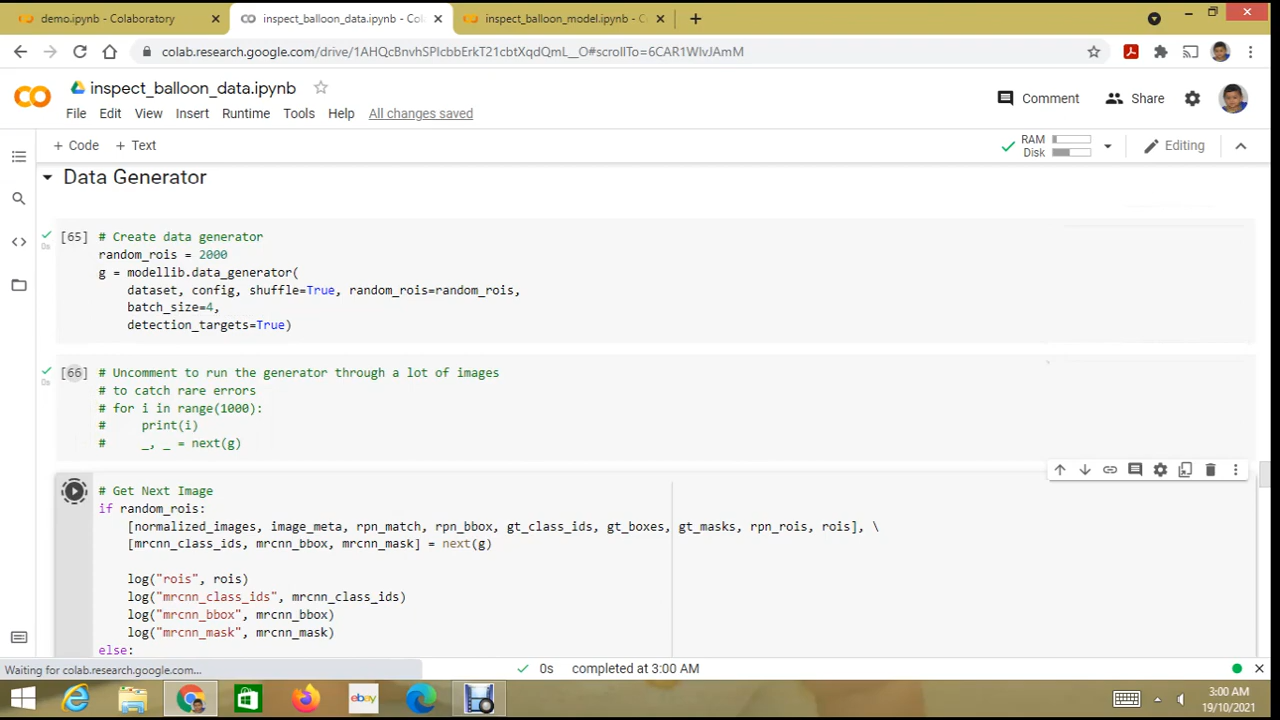 demo.ipynb - Colaboratory
inspect_balloon_data.ipynb - Col
inspect_balloon_model.ipynb - C
colab.research.google.com/drive/1AHQcBnvhSPIcbbErkT21cbtXqdQmL__O#scrollTo=6CAR1WIvJAmM
inspect_balloon_data.ipynb
Comment
Share
File Edit View Insert Runtime Tools Help All changes saved
+ Code + Text
RAM
Disk
Editing
Data Generator
[65] # Create data generator
random_rois = 2000
g = modellib.data_generator(
dataset, config, shuffle=True, random_rois=random_rois,
batch_size=4,
detection_targets=True)
0s
[66] # Uncomment to run the generator through a lot of images
# to catch rare errors
# for i in range(1000):
# print(i)
# _, _ = next(g)
0s
# Get Next Image
if random_rois:
[normalized_images, image_meta, rpn_match, rpn_bbox, gt_class_ids, gt_boxes, gt_masks, rpn_rois, rois], \
[mrcnn_class_ids, mrcnn_bbox, mrcnn_mask] = next(g)
log("rois", rois)
log("mrcnn_class_ids", mrcnn_class_ids)
log("mrcnn_bbox", mrcnn_bbox)
log("mrcnn_mask", mrcnn_mask)
else:
Waiting for colab.research.google.com...
0s completed at 3:00 AM
ebay
3:00 AM
19/10/2021